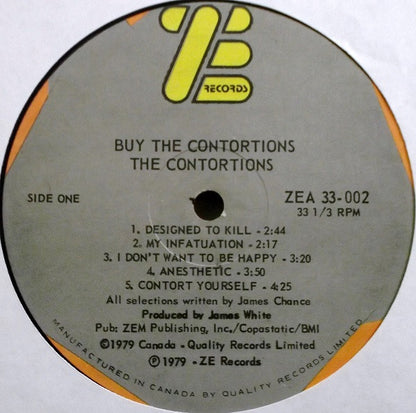 ZE
RECORDS
BUY THE CONTORTIONS
THE CONTORTIONS
SIDE ONE
ZEA 33-002
33 1/3 RPM
1. DESIGNED TO KILL - 2:44
2. MY INFATUATION - 2:17
3. I DON'T WANT TO BE HAPPY - 3:20
4. ANESTHETIC - 3:50
5. CONTORT YOURSELF - 4:25
All selections written by James Chance
Produced by James White
Pub: ZEM Publishing, Inc./Copastatic/BMI
©1979 Canada - Quality Records Limited
℗ 1979 - ZE Records
MANUFACTURED IN CANADA BY QUALITY RECORDS LIMITED